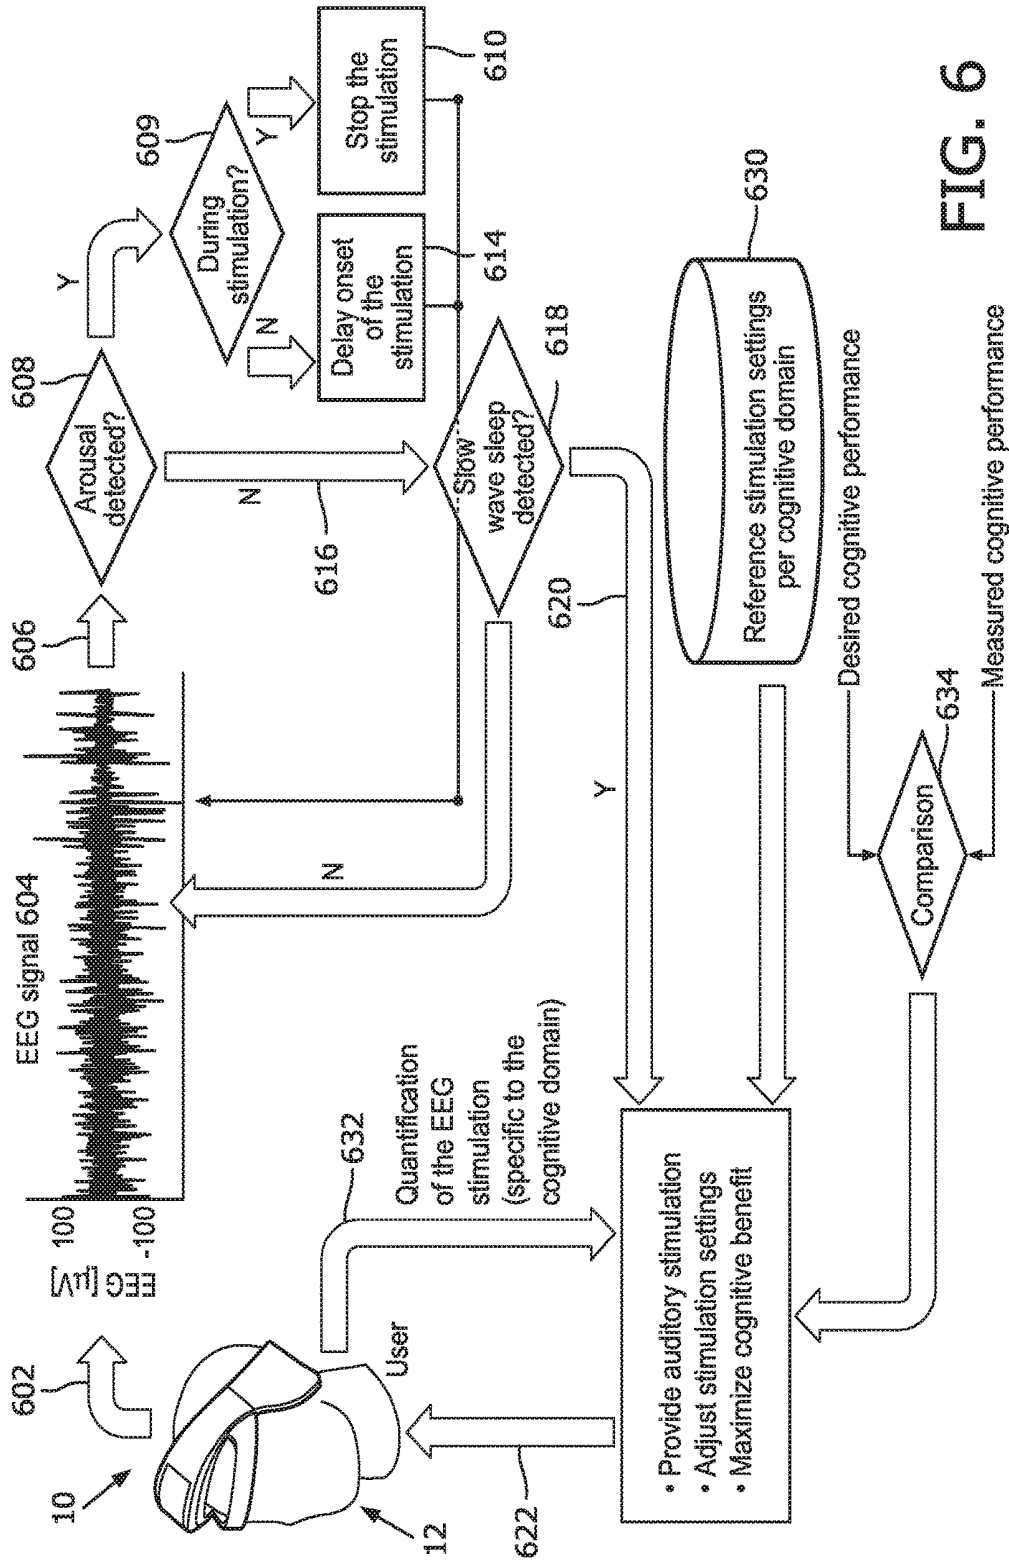 10
12
602
User
622
EEG [µV]
100
-100
EEG signal 604
606
Arousal
detected?
608
Y
During
stimulation?
609
Y
Stop the
stimulation
610
N
Delay onset
of the
stimulation
614
N
616
Slow
wave sleep
detected?
618
N
Y
620
632
Quantification
of the EEG
stimulation
(specific to the
cognitive domain)
• Provide auditory stimulation
• Adjust stimulation settings
• Maximize cognitive benefit
Reference stimulation settings
per cognitive domain
630
Desired cognitive performance
Comparison
634
Measured cognitive performance
FIG. 6